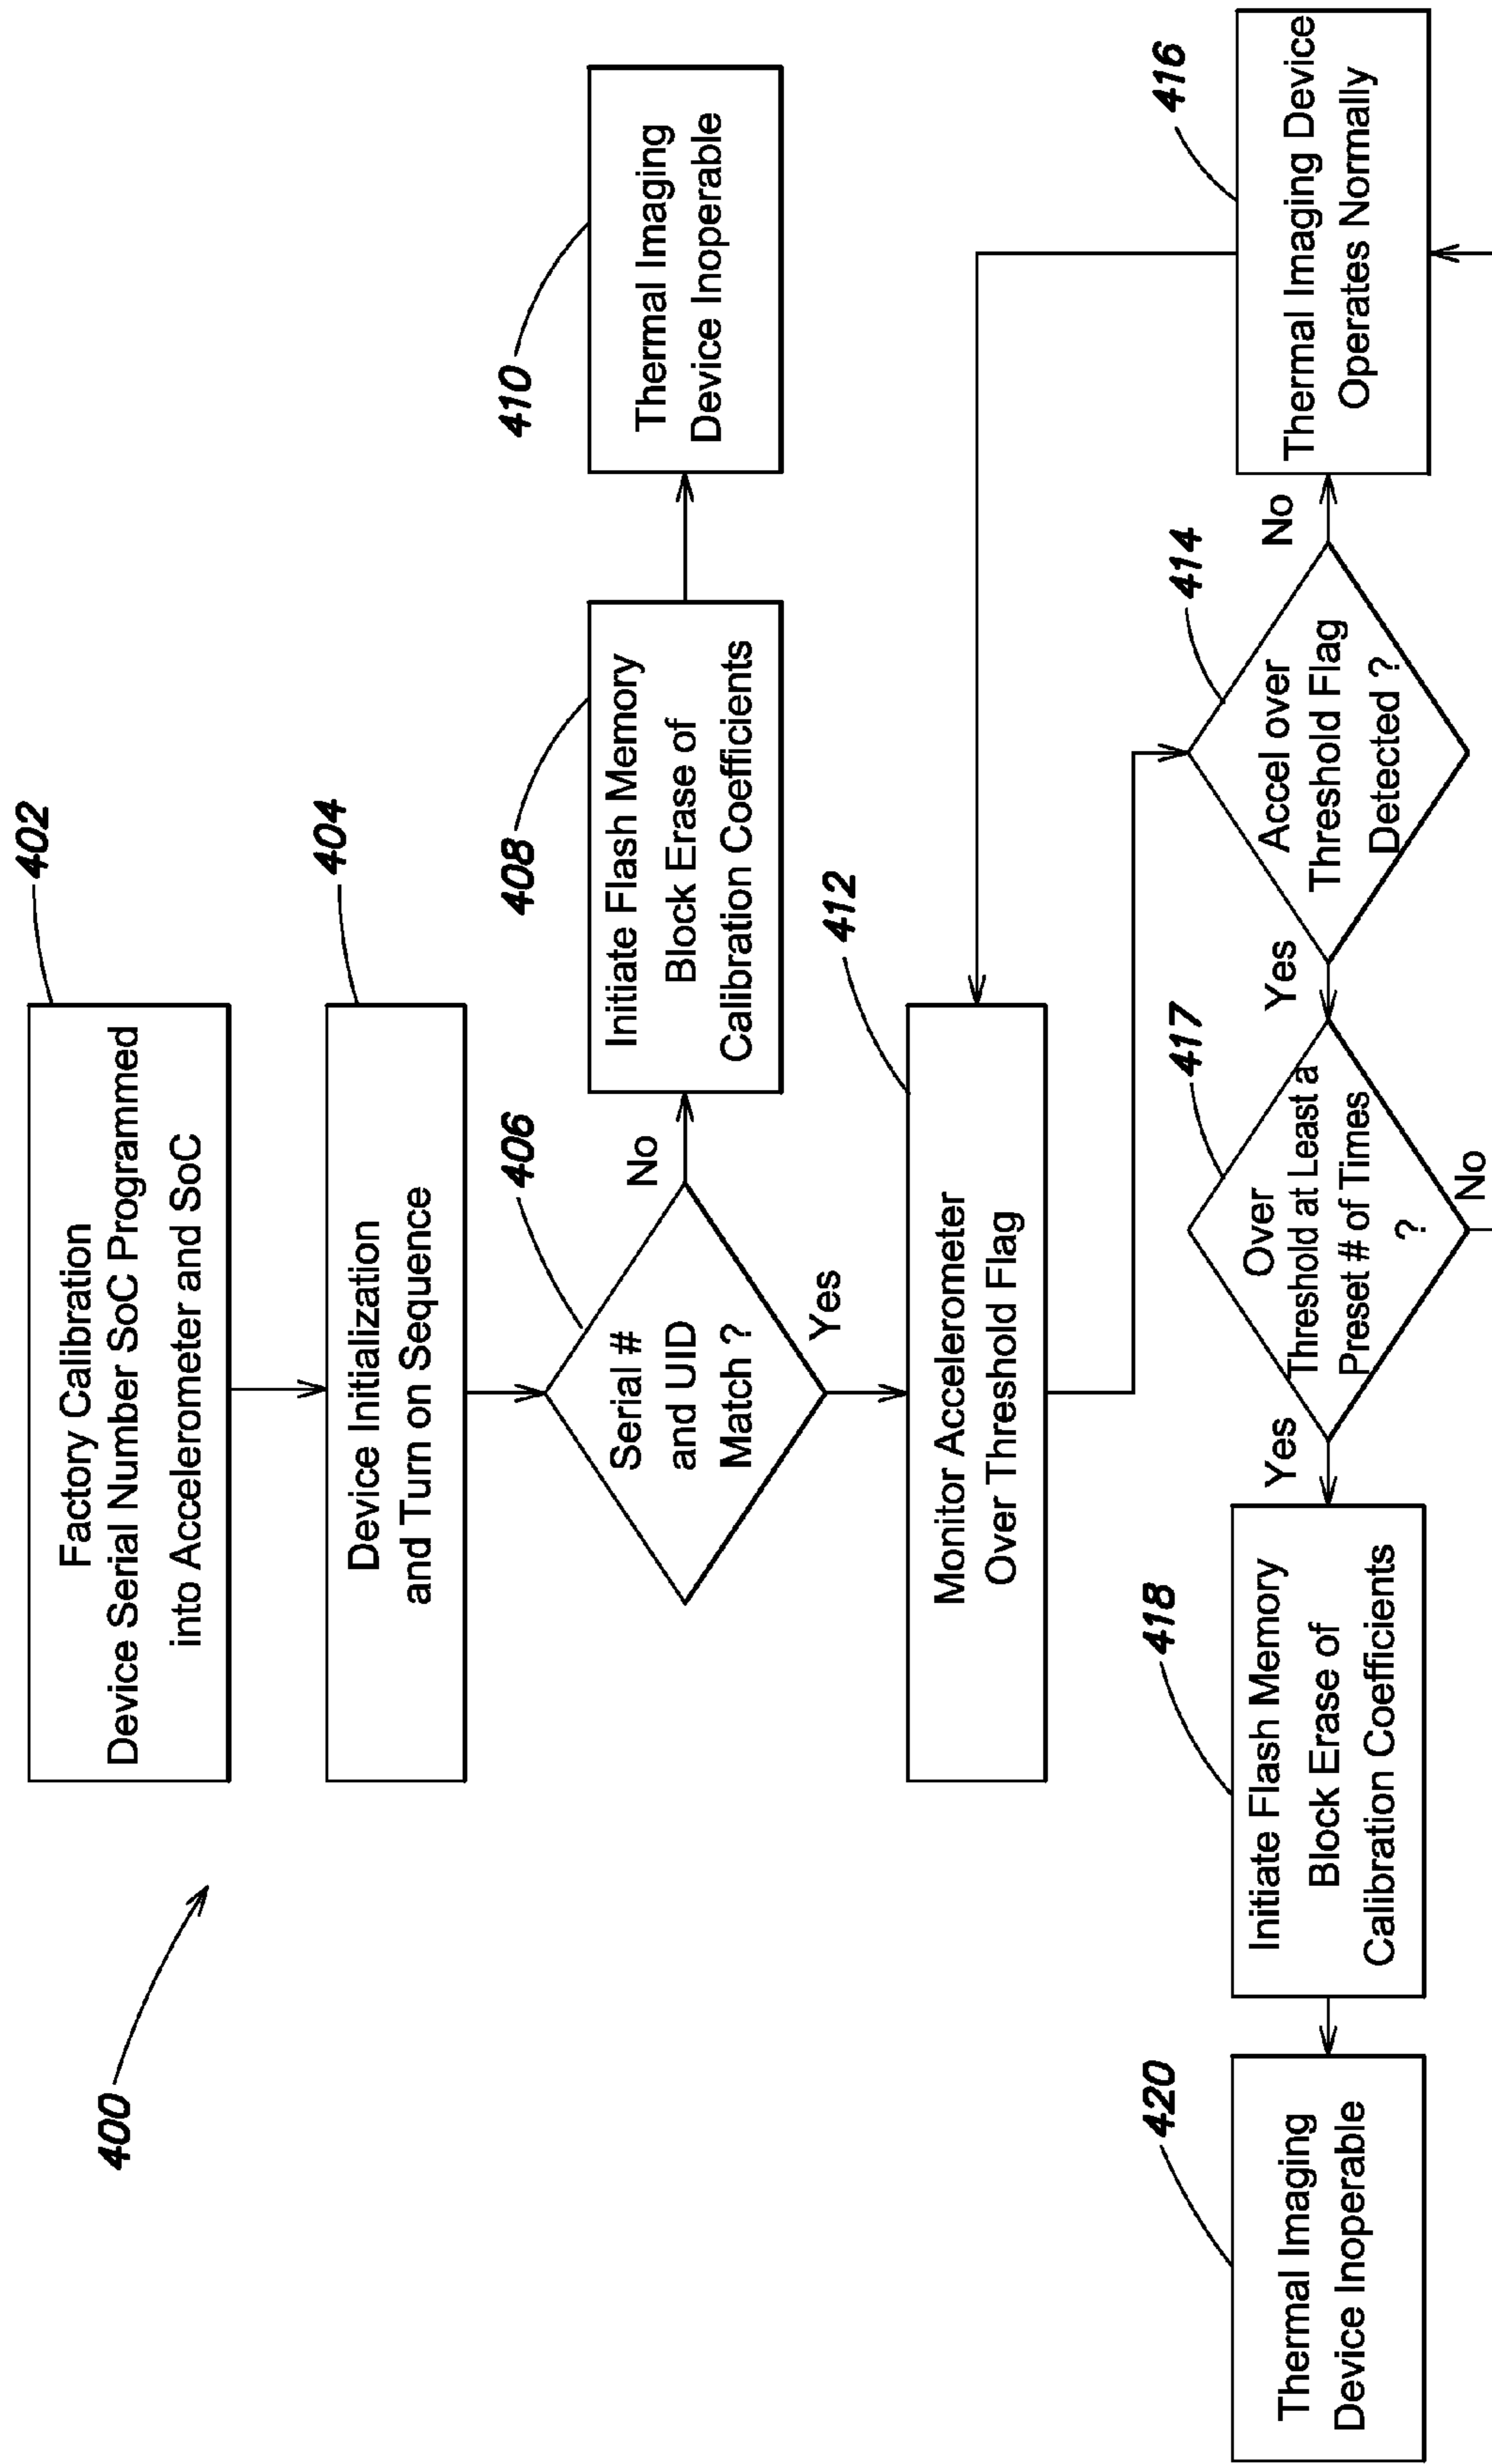 400
402
Factory Calibration
Device Serial Number SoC Programmed
into Accelerometer and SoC
404
Device Initialization
and Turn on Sequence
406
Serial #
and UID
Match ?
No
Yes
408
Initiate Flash Memory
Block Erase of
Calibration Coefficients
410
Thermal Imaging
Device Inoperable
412
Monitor Accelerometer
Over Threshold Flag
414
Accel over
Threshold Flag
Detected ?
No
Yes
416
Thermal Imaging Device
Operates Normally
417
Over
Threshold at Least a
Preset # of Times
?
Yes
No
418
Initiate Flash Memory
Block Erase of
Calibration Coefficients
420
Thermal Imaging
Device Inoperable